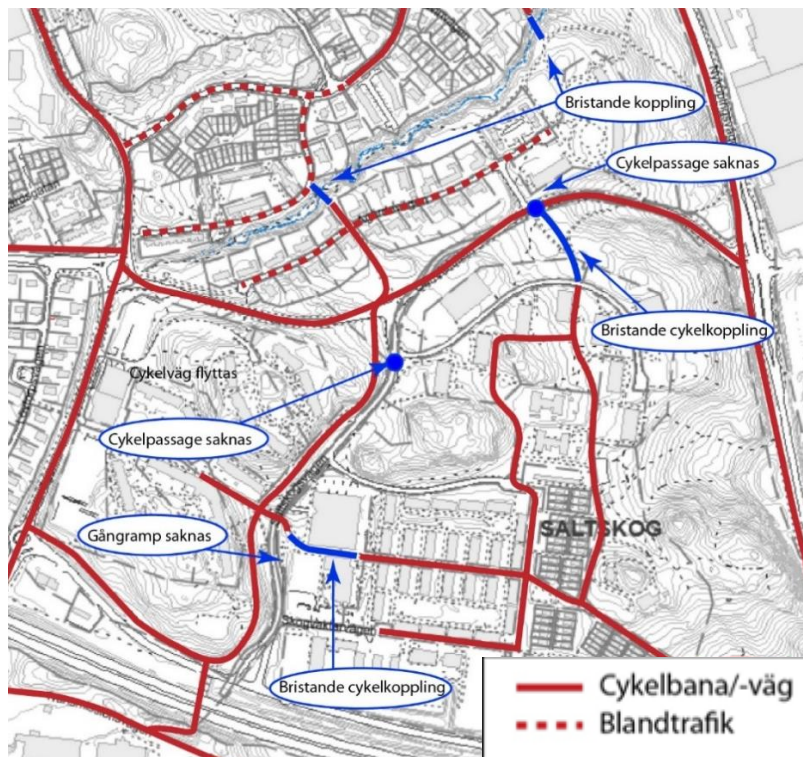 Bristande koppling
Cykelpassage saknas
Bristande cykelkoppling
Cykelväg flyttas
Cykelpassage saknas
Gångramp saknas
SALTSKOG
Bristande cykelkoppling
Cykelbana/-väg
Blandtrafik